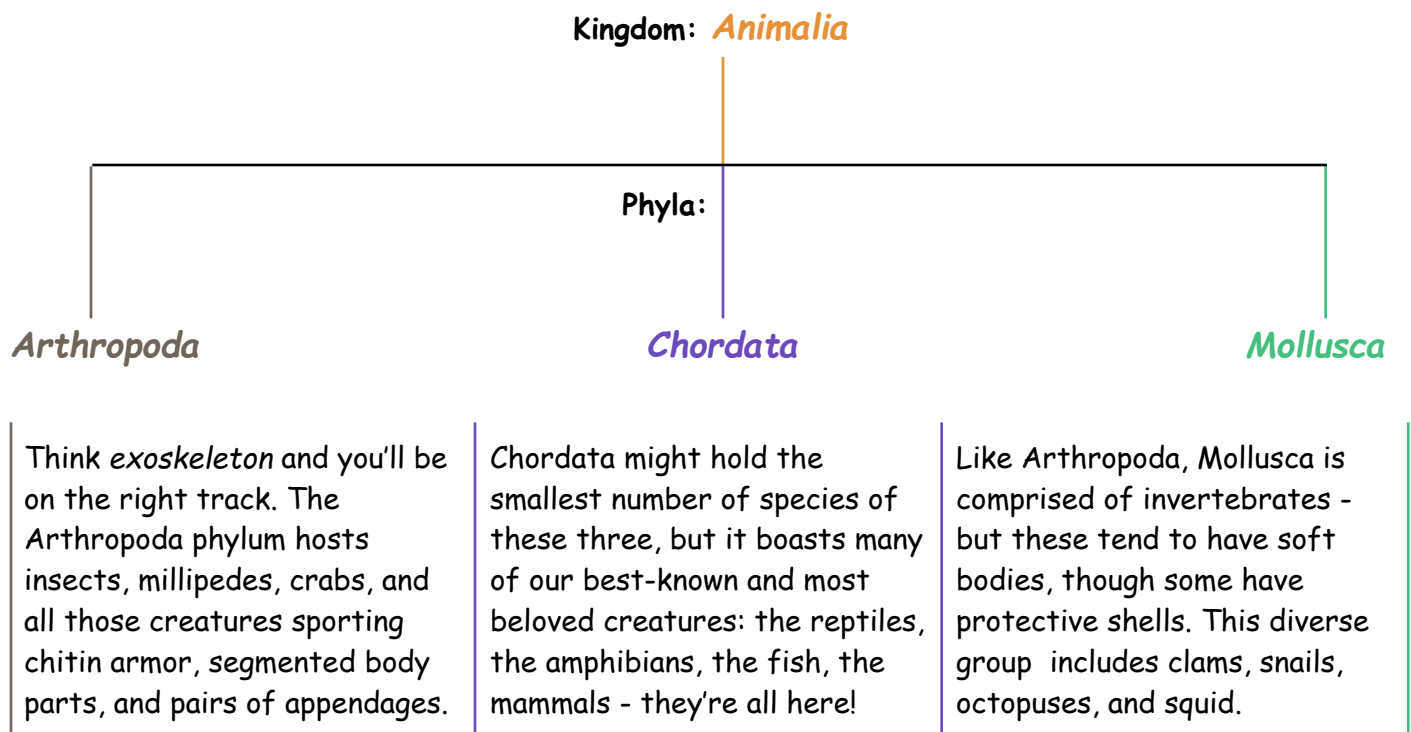 Kingdom: Animalia
Phyla:
Arthropoda
Chordata
Mollusca
Think exoskeleton and you'll be
on the right track. The
Arthropoda phylum hosts
insects, millipedes, crabs, and
all those creatures sporting
chitin armor, segmented body
parts, and pairs of appendages.
Chordata might hold the
smallest number of species of
these three, but it boasts many
of our best-known and most
beloved creatures: the reptiles,
the amphibians, the fish, the
mammals - they're all here!
Like Arthropoda, Mollusca is
comprised of invertebrates -
but these tend to have soft
bodies, though some have
protective shells. This diverse
group  includes clams, snails,
octopuses, and squid.